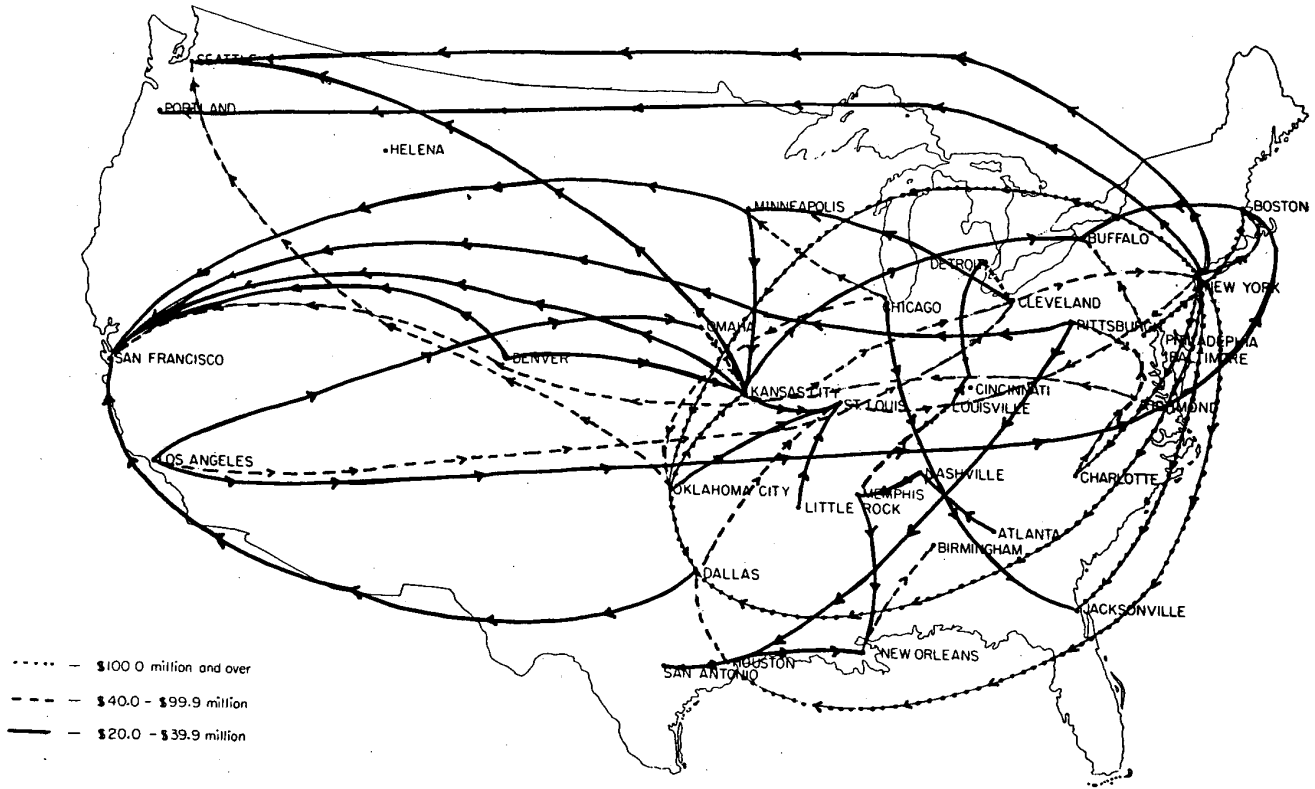 SEATTLE
PORTLAND
HELENA
MINNEAPOLIS
BOSTON
BUFFALO
DETROIT
NEW YORK
CHICAGO
CLEVELAND
OMAHA
PITTSBURGH
SAN FRANCISCO
DENVER
PHILADELPHIA
BALTIMORE
KANSAS CITY
CINCINNATI
ST. LOUIS
LOUISVILLE
RICHMOND
LOS ANGELES
NASHVILLE
CHARLOTTE
OKLAHOMA CITY
MEMPHIS
LITTLE ROCK
ATLANTA
BIRMINGHAM
DALLAS
JACKSONVILLE
NEW ORLEANS
HOUSTON
SAN ANTONIO
– $100 0 million and over
– $40.0 - $99.9 million
– $20.0 - $39.9 million